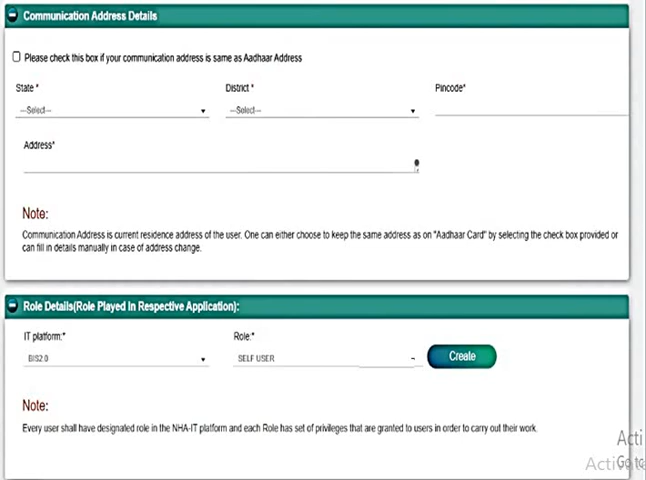 Communication Address Details
Please check this box if your communication address is same as Aadhaar Address
State * District * Pincode*
---Select--- ---Select---
Address*
Note:
Communication Address is current residence address of the user. One can either choose to keep the same address as on "Aadhaar Card" by selecting the check box provided or
can fill in details manually in case of address change.
Role Details(Role Played In Respective Application):
IT platform:* Role:*
BIS2.0 SELF USER Create
Note:
Every user shall have designated role in the NHA-IT platform and each Role has set of privileges that are granted to users in order to carry out their work.
Acti
Go to